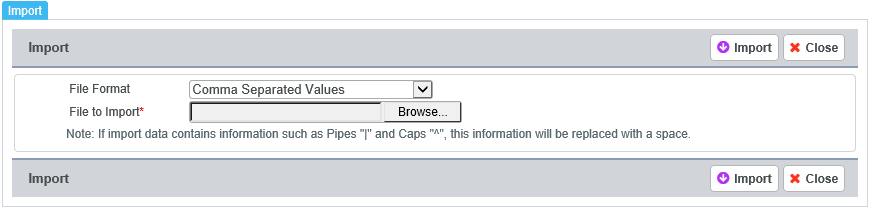 Import
Import Import Close
File Format Comma Separated Values
File to Import* Browse...
Note: If import data contains information such as Pipes "|" and Caps "^", this information will be replaced with a space.
Import Import Close